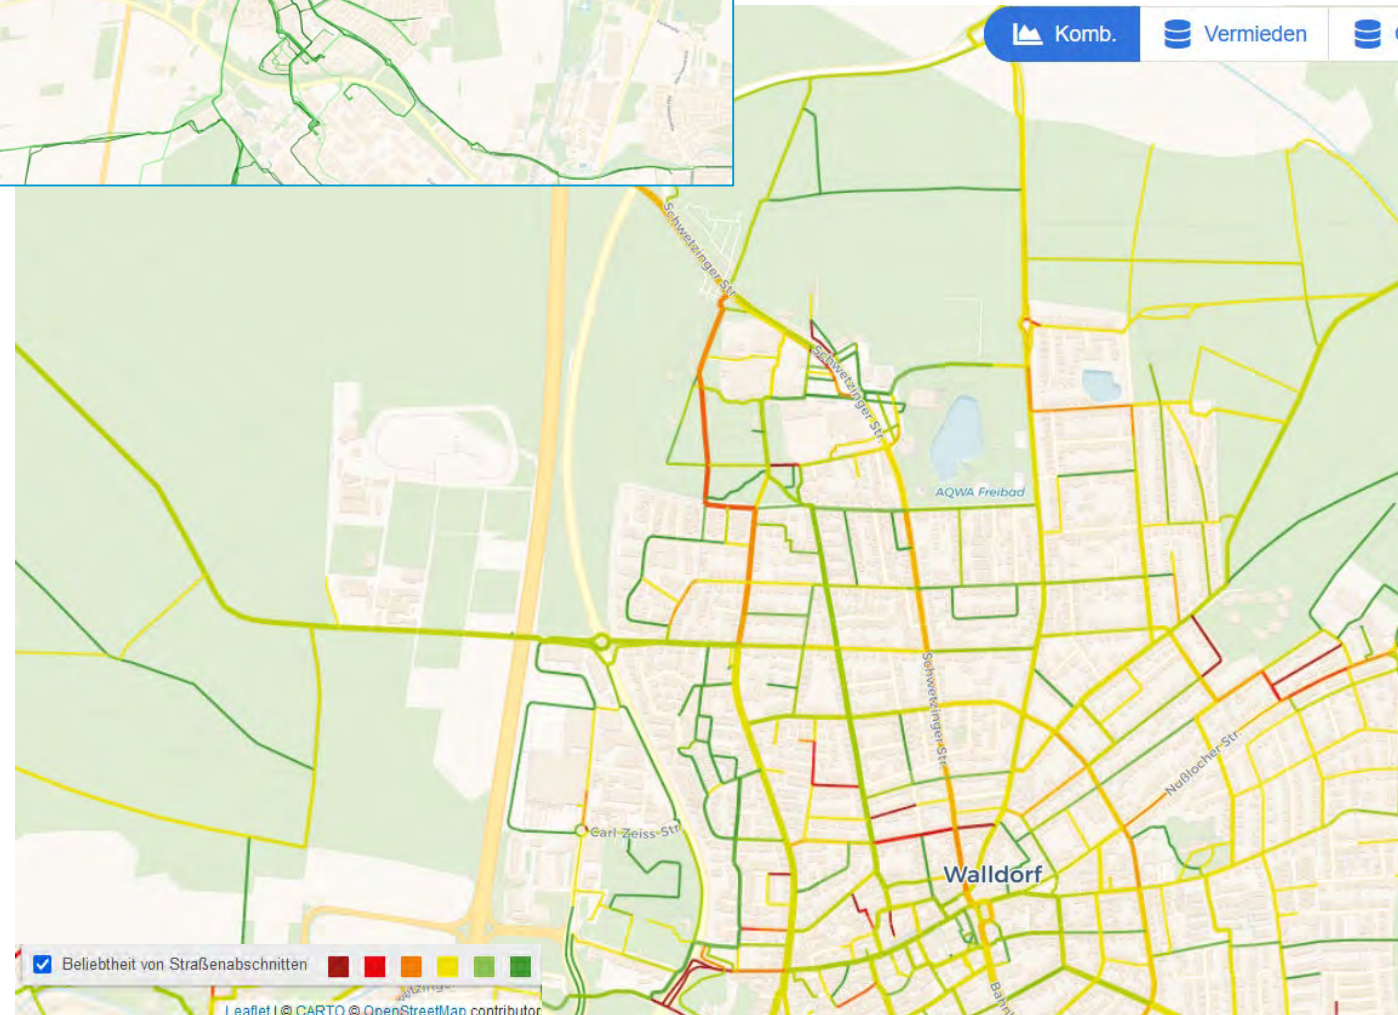 Komb.
Vermieden
Schwetzinger Str.
Schwetzinger Str.
AQWA Freibad
Schwetzinger Str.
Nußlocher Str.
Carl-Zeiss-Str.
Walldorf
Beliebtheit von Straßenabschnitten
Leaflet | © CARTO © OpenStreetMap contributor